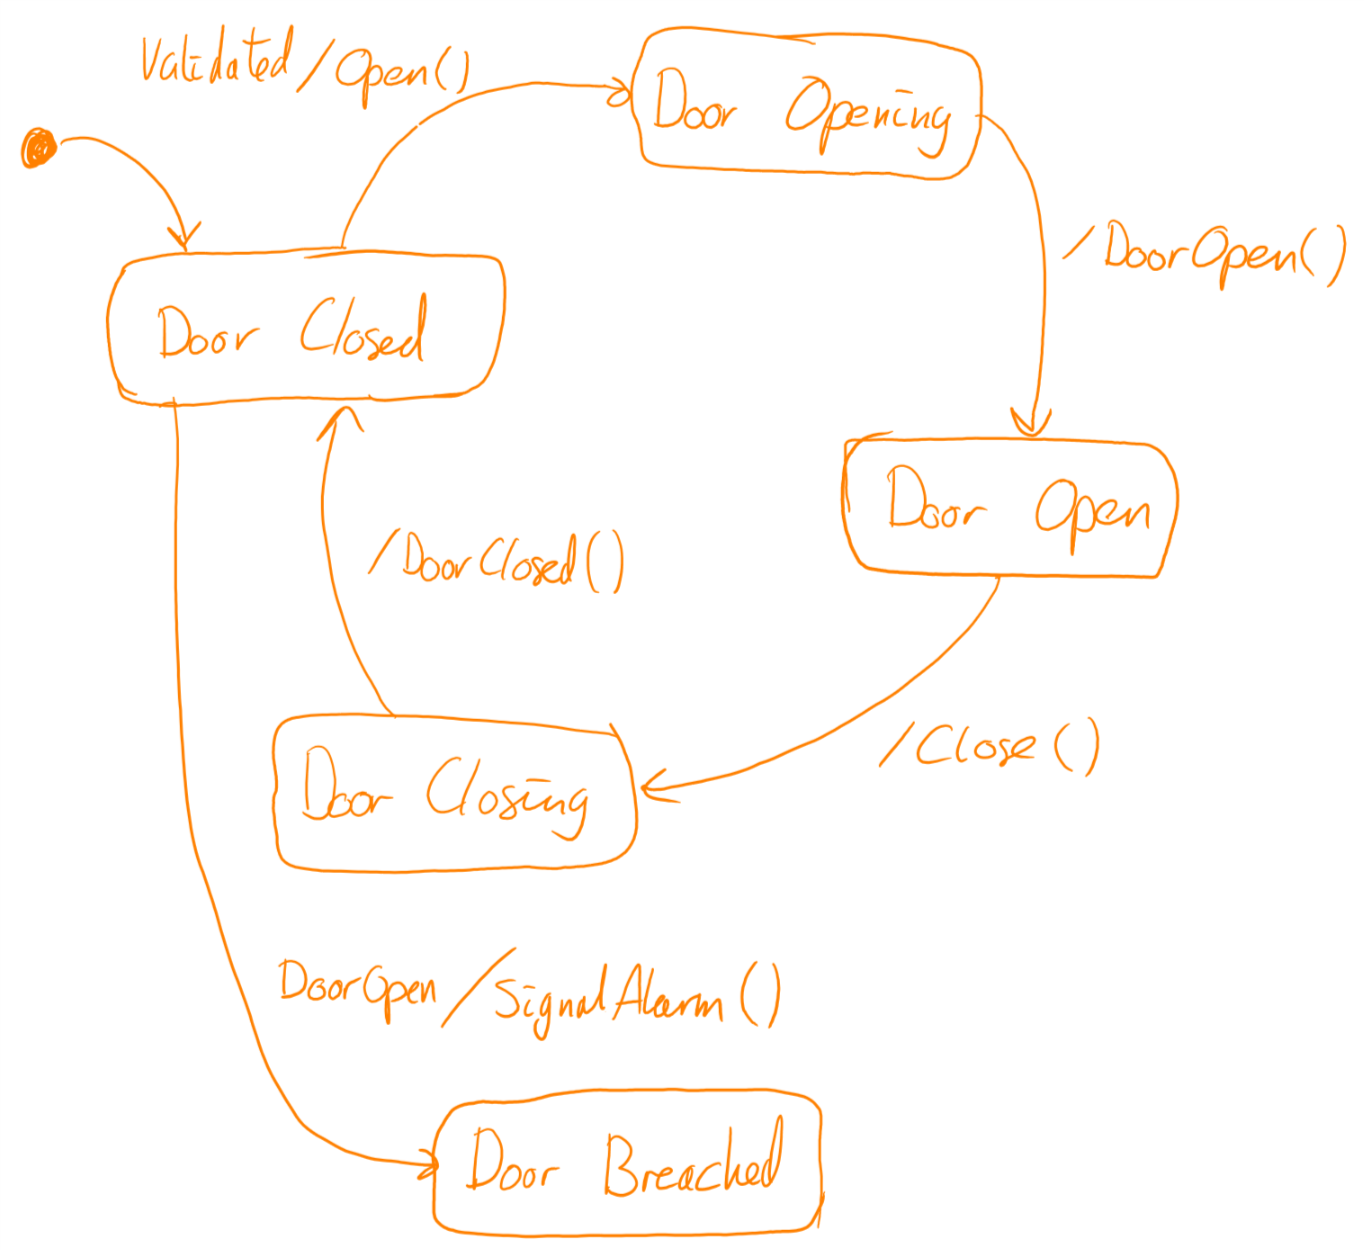 Validated/Open()
Door Opening
/DoorOpen()
Door Closed
Door Open
/DoorClosed()
/Close()
Door Closing
DoorOpen/SignalAlarm()
Door Breached